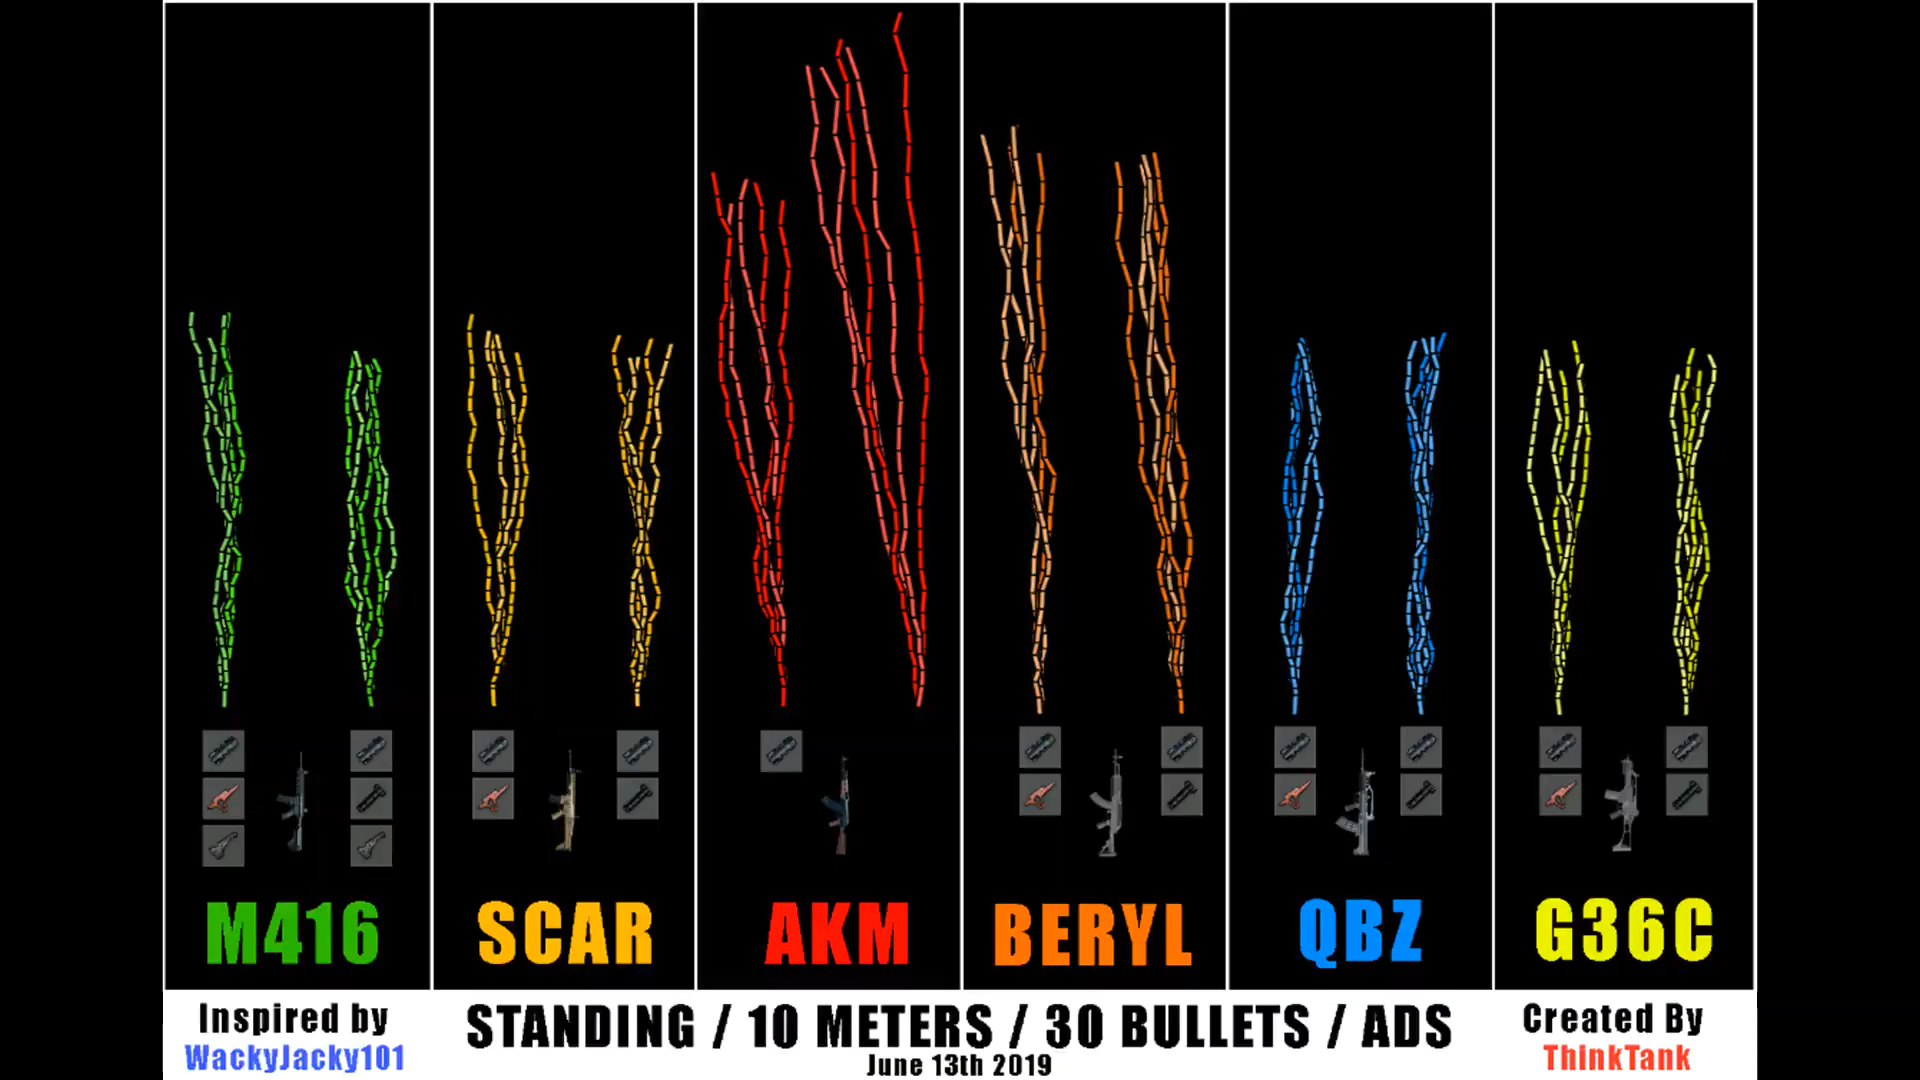 M416
SCAR
AKM
BERYL
QBZ
G36C
Inspired by
WackyJacky101
STANDING / 10 METERS / 30 BULLETS / ADS
June 13th 2019
Created By
ThinkTank